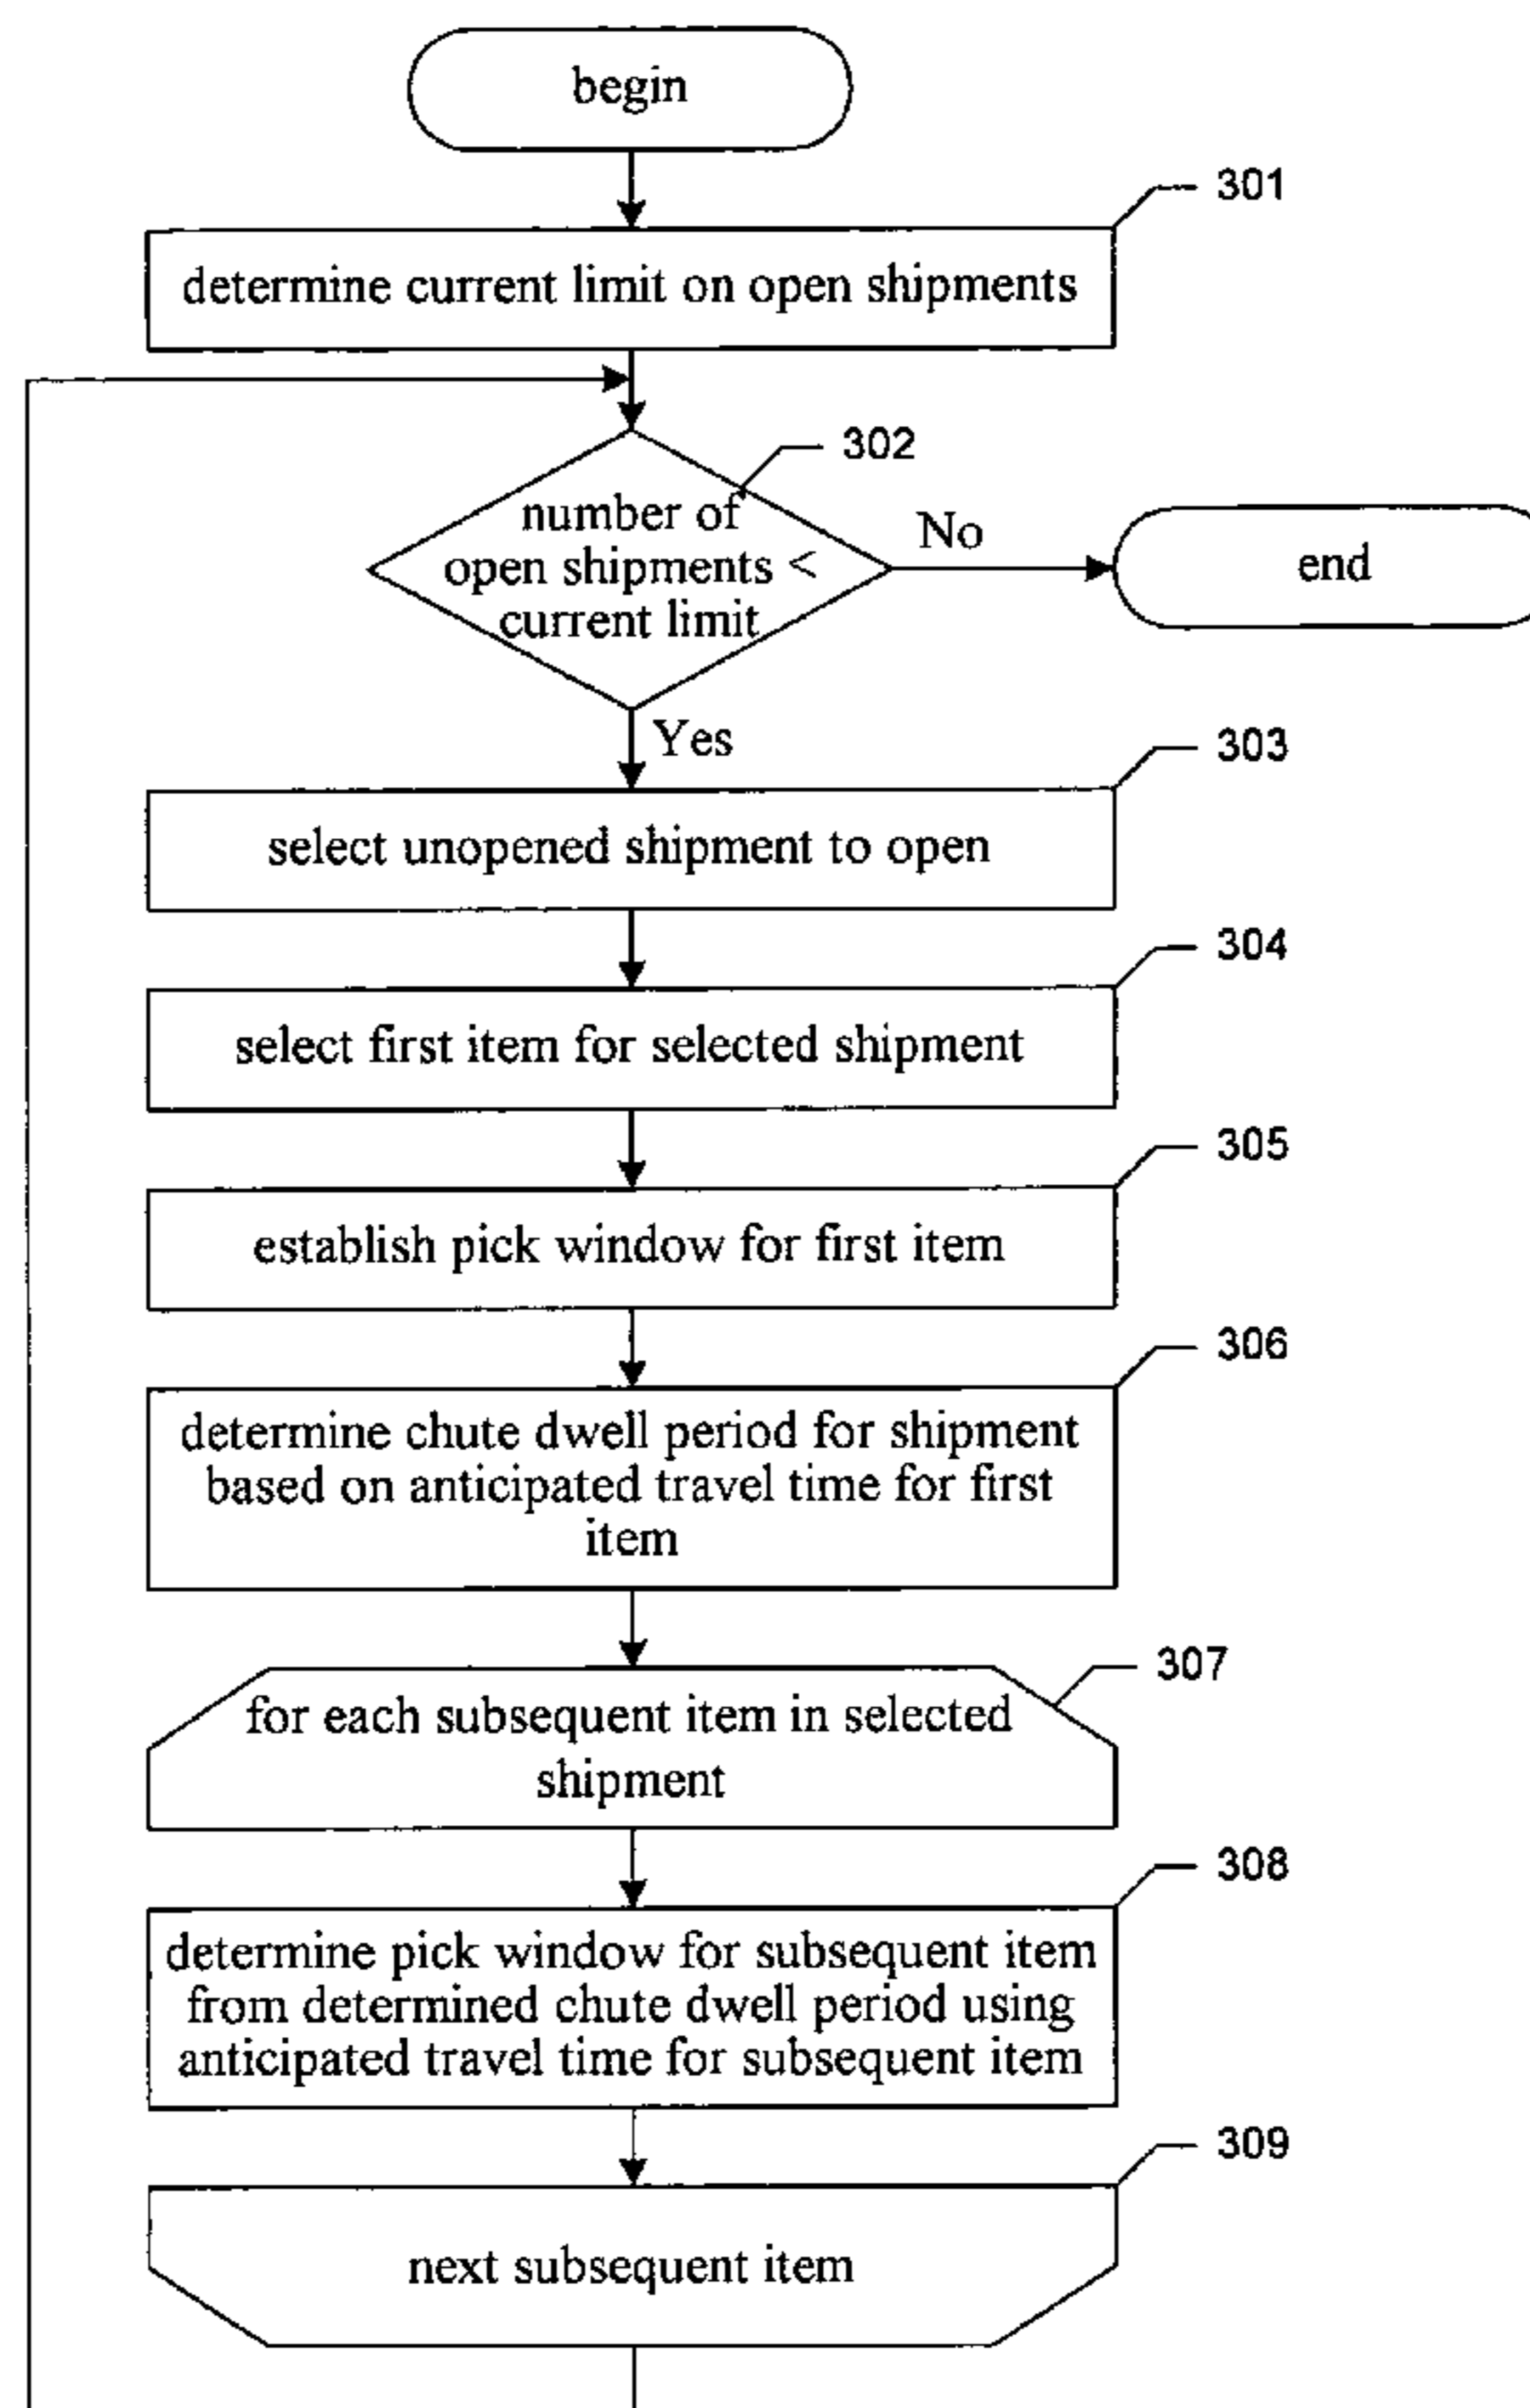 begin
301
determine current limit on open shipments
302
number of
open shipments <
current limit
No
end
Yes
303
select unopened shipment to open
304
select first item for selected shipment
305
establish pick window for first item
306
determine chute dwell period for shipment
based on anticipated travel time for first
item
307
for each subsequent item in selected
shipment
308
determine pick window for subsequent item
from determined chute dwell period using
anticipated travel time for subsequent item
309
next subsequent item